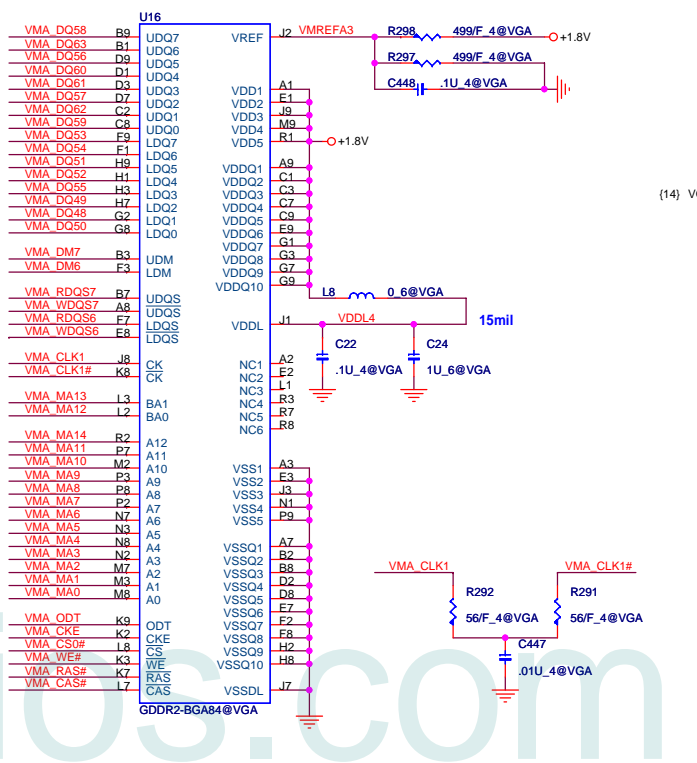 U16
VMA_DQ58 B9 UDQ7 VREF J2 VMREFA3 R298 499/F_4@VGA +1.8V
VMA_DQ63 B1 UDQ6
VMA_DQ56 D9 UDQ5 R297 499/F_4@VGA
VMA_DQ60 D1 UDQ4
VMA_DQ61 D3 UDQ3 VDD1 A1 C448 .1U_4@VGA
VMA_DQ57 D7 UDQ2 VDD2 E1
VMA_DQ62 C2 UDQ1 VDD3 J9
VMA_DQ59 C8 UDQ0 VDD4 M9
VMA_DQ53 F9 LDQ7 VDD5 R1 +1.8V
VMA_DQ54 F1 LDQ6
VMA_DQ51 H9 LDQ5 VDDQ1 A9
VMA_DQ52 H1 LDQ4 VDDQ2 C1
VMA_DQ55 H3 LDQ3 VDDQ3 C3
VMA_DQ49 H7 LDQ2 VDDQ4 C7
VMA_DQ48 G2 LDQ1 VDDQ5 C9
VMA_DQ50 G8 LDQ0 VDDQ6 E9
VDDQ7 G1
VMA_DM7 B3 UDM VDDQ8 G3
VMA_DM6 F3 LDM VDDQ9 G7
VDDQ10 G9
{14}
VMA_RDQS7 B7 UDQS L8 0_6@VGA
VMA_WDQS7 A8 UDQS
VMA_RDQS6 F7 LDQS VDDL J1 VDDL4 15mil
VMA_WDQS6 E8 LDQS
C22 .1U_4@VGA
C24 1U_6@VGA
VMA_CLK1 J8 CK NC1 A2
VMA_CLK1# K8 CK NC2 E2
NC3 L1
VMA_MA13 L3 BA1 NC4 R3
VMA_MA12 L2 BA0 NC5 R7
NC6 R8
VMA_MA14 R2 A12
VMA_MA11 P7 A11
VMA_MA10 M2 A10 VSS1 A3
VMA_MA9 P3 A9 VSS2 E3
VMA_MA8 P8 A8 VSS3 J3
VMA_MA7 P2 A7 VSS4 N1
VMA_MA6 N7 A6 VSS5 P9
VMA_MA5 N3 A5
VMA_MA4 N8 A4 VSSQ1 A7
VMA_MA3 N2 A3 VSSQ2 B2
VMA_MA2 M7 A2 VSSQ3 B8
VMA_MA1 M3 A1 VSSQ4 D2
VMA_MA0 M8 A0 VSSQ5 D8
VSSQ6 E7
VMA_ODT K9 ODT VSSQ7 F2
VMA_CKE K2 CKE VSSQ8 F8
VMA_CS0# L8 CS VSSQ9 H2
VMA_WE# K3 WE VSSQ10 H8
VMA_RAS# K7 RAS
VMA_CAS# L7 CAS VSSDL J7
GDDR2-BGA84@VGA
VMA_CLK1 VMA_CLK1#
R292 R291
56/F_4@VGA 56/F_4@VGA
C447
.01U_4@VGA
os.com